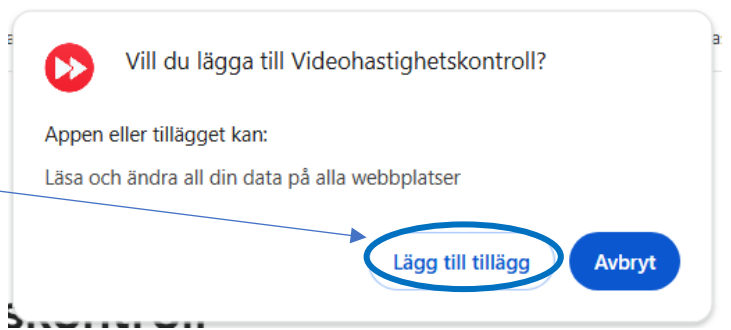 Vill du lägga till Videohastighetskontroll?
Appen eller tillägget kan:
Läsa och ändra all din data på alla webbplatser
Lägg till tillägg
Avbryt